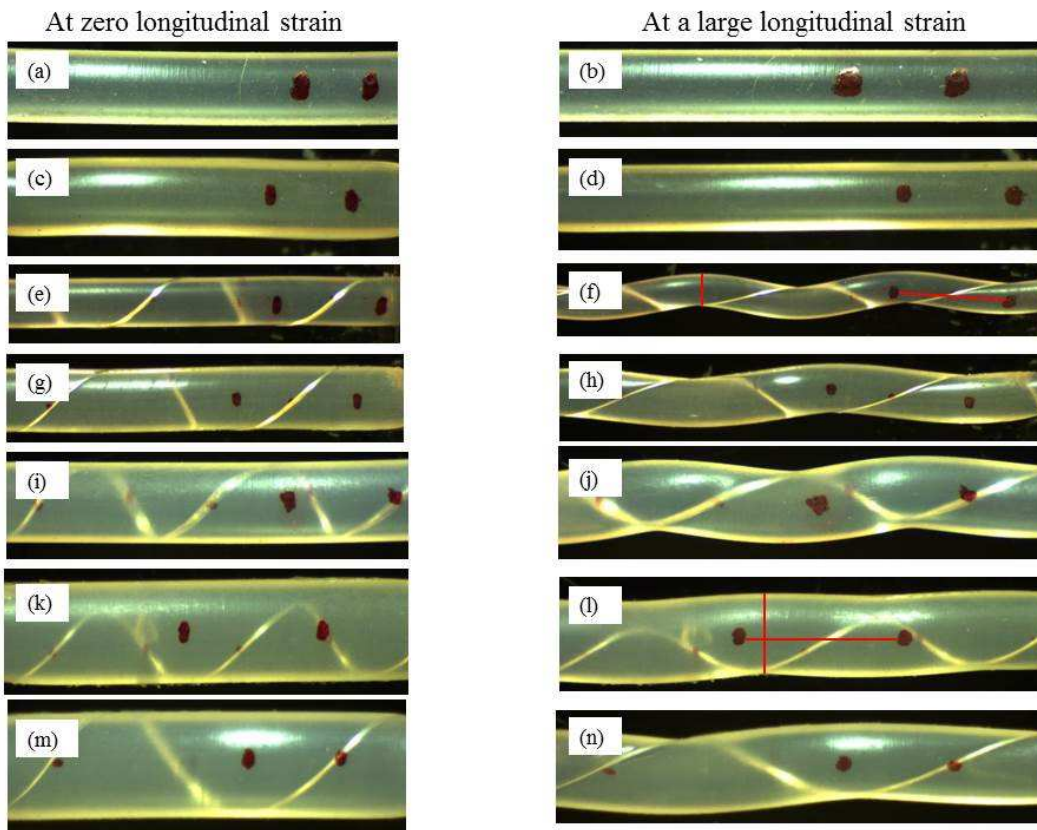 At zero longitudinal strain
At a large longitudinal strain
(a)
(b)
(c)
(d)
(e)
(f)
(g)
(h)
(i)
(j)
(k)
(l)
(m)
(n)